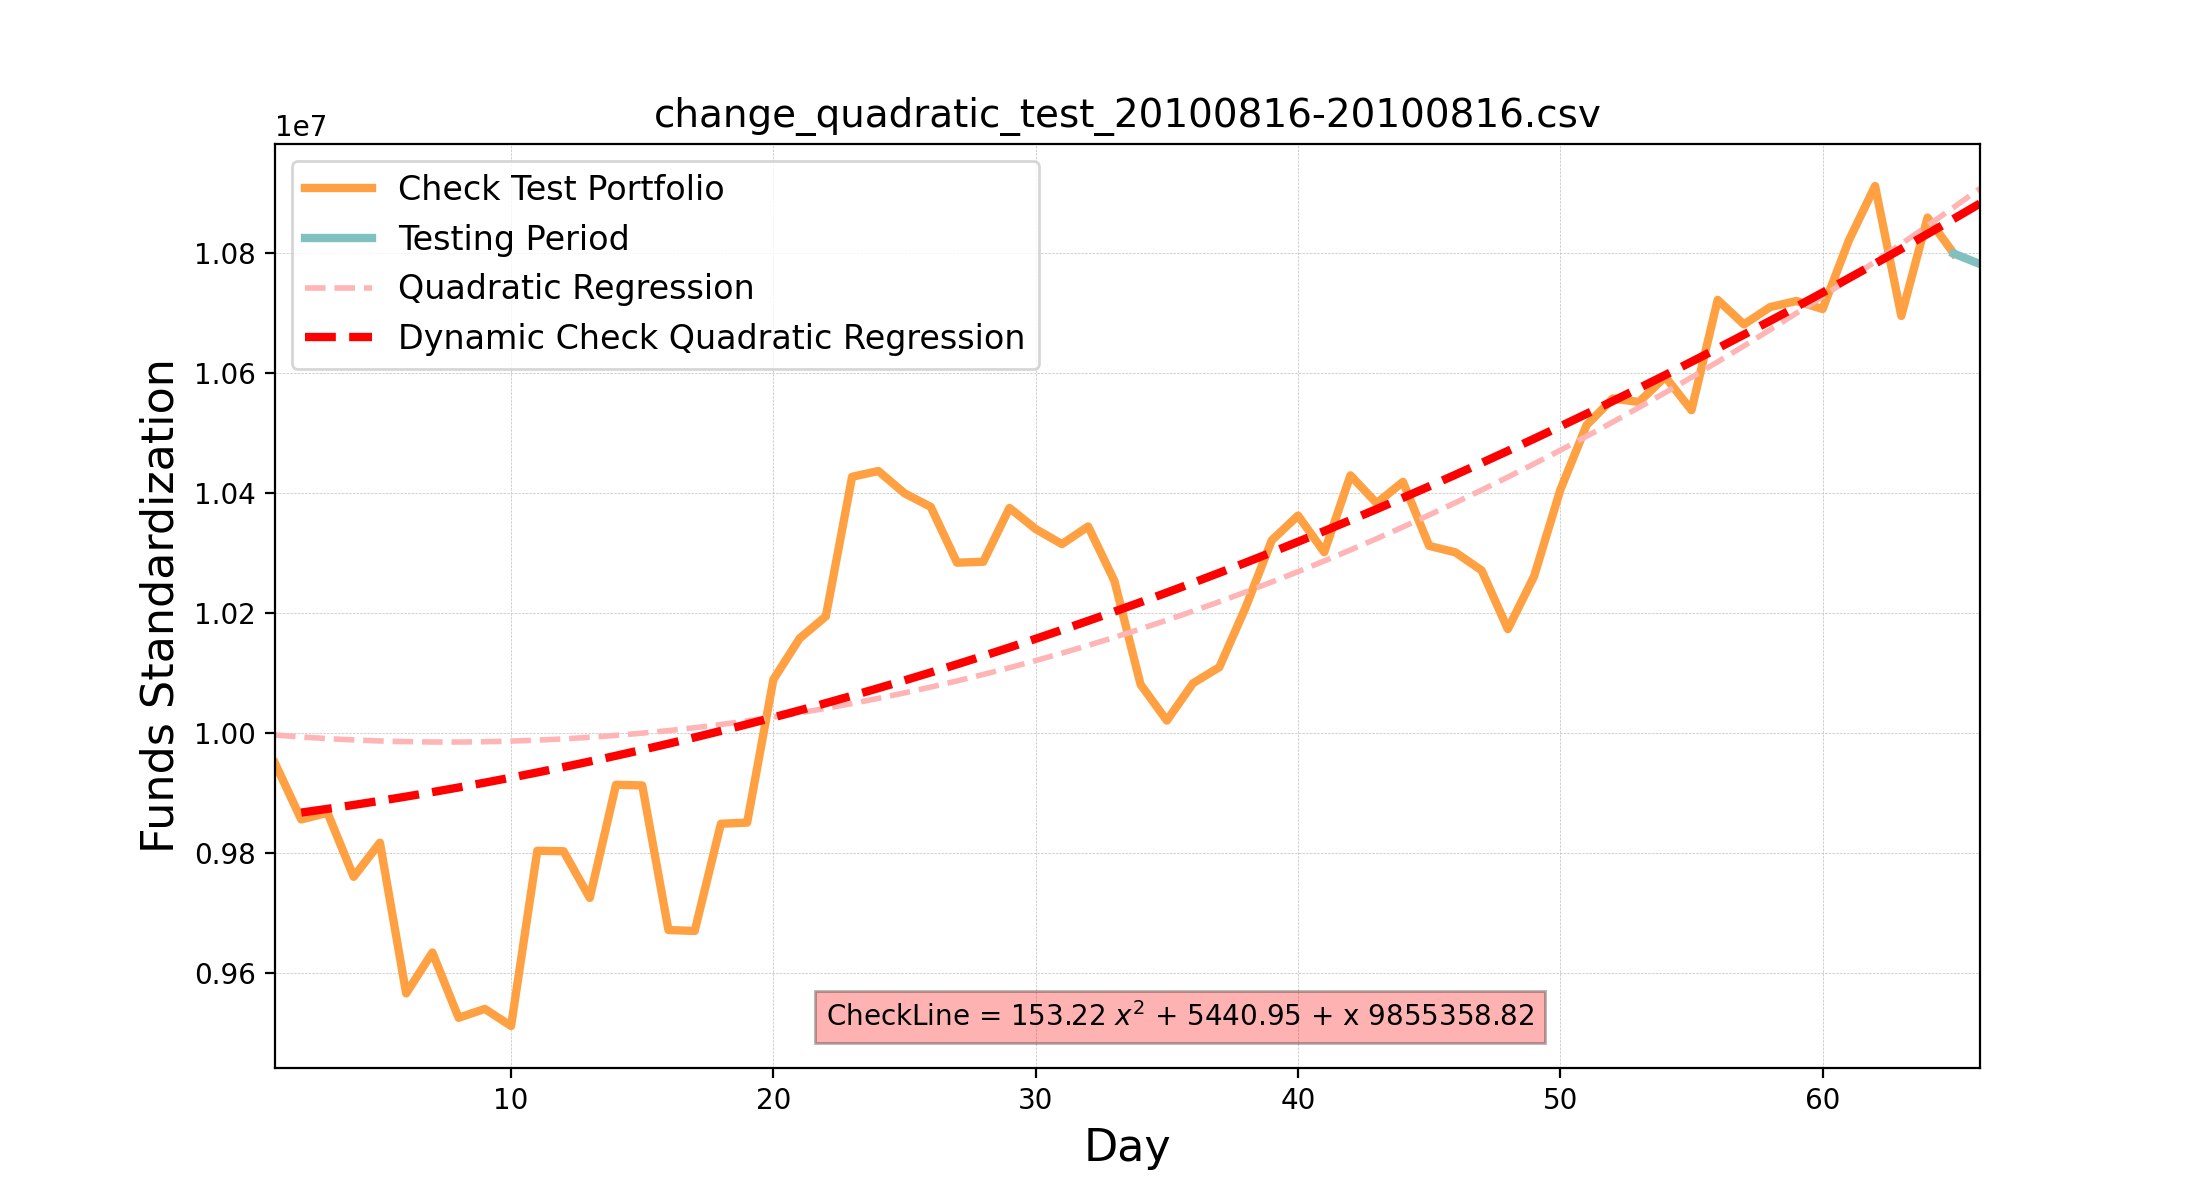 change_quadratic_test_20100816-20100816.csv
1e7
Check Test Portfolio
Testing Period
Quadratic Regression
Dynamic Check Quadratic Regression
1.08
1.06
1.04
1.02
1.00
0.98
0.96
Funds Standardization
CheckLine = 153.22 x² + 5440.95 + x 9855358.82
10 20 30 40 50 60
Day